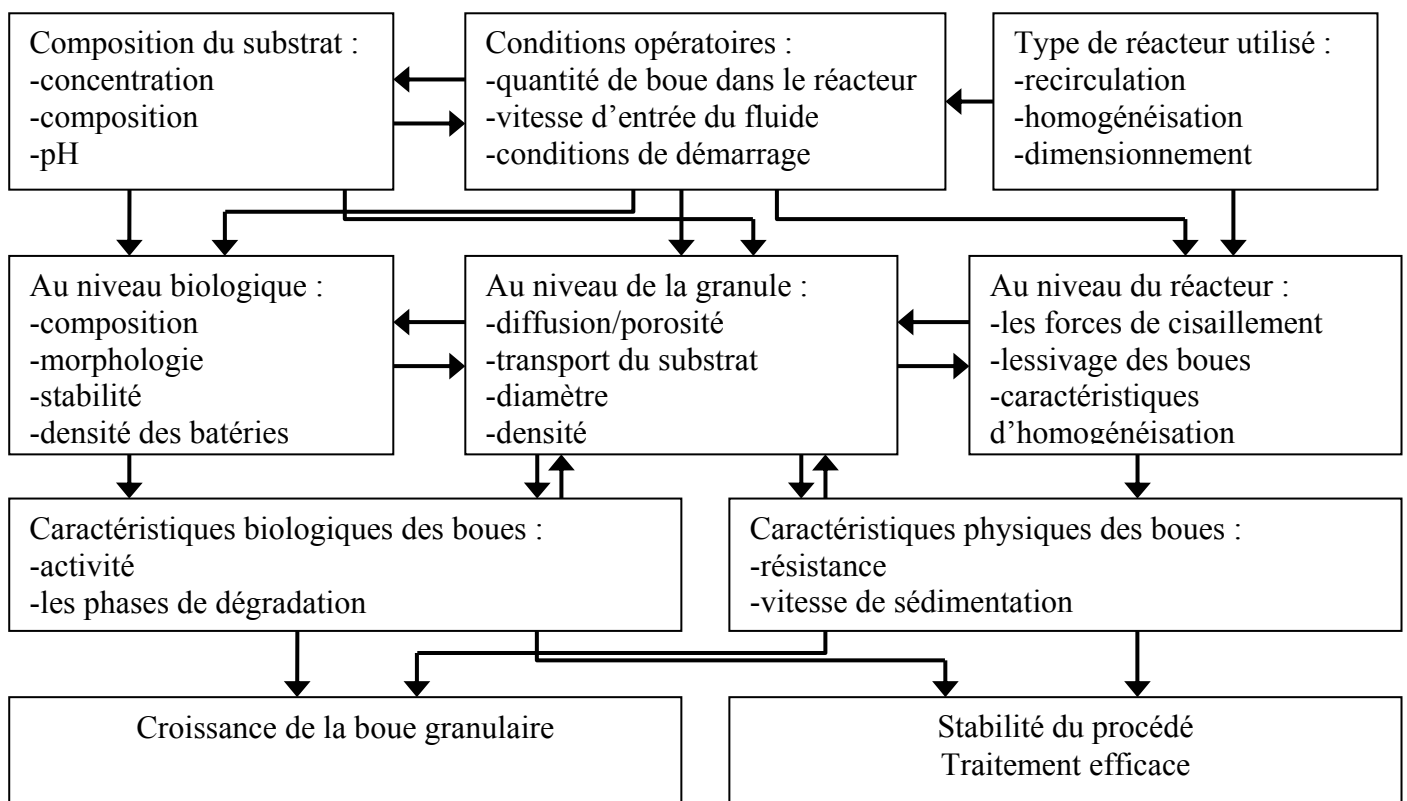 Composition du substrat :
-concentration
-composition
-pH
Conditions opératoires :
-quantité de boue dans le réacteur
-vitesse d’entrée du fluide
-conditions de démarrage
Type de réacteur utilisé :
-recirculation
-homogénéisation
-dimensionnement
Au niveau biologique :
-composition
-morphologie
-stabilité
-densité des batéries
Au niveau de la granule :
-diffusion/porosité
-transport du substrat
-diamètre
-densité
Au niveau du réacteur :
-les forces de cisaillement
-lessivage des boues
-caractéristiques
d’homogénéisation
Caractéristiques biologiques des boues :
-activité
-les phases de dégradation
Caractéristiques physiques des boues :
-résistance
-vitesse de sédimentation
Croissance de la boue granulaire
Stabilité du procédé
Traitement efficace